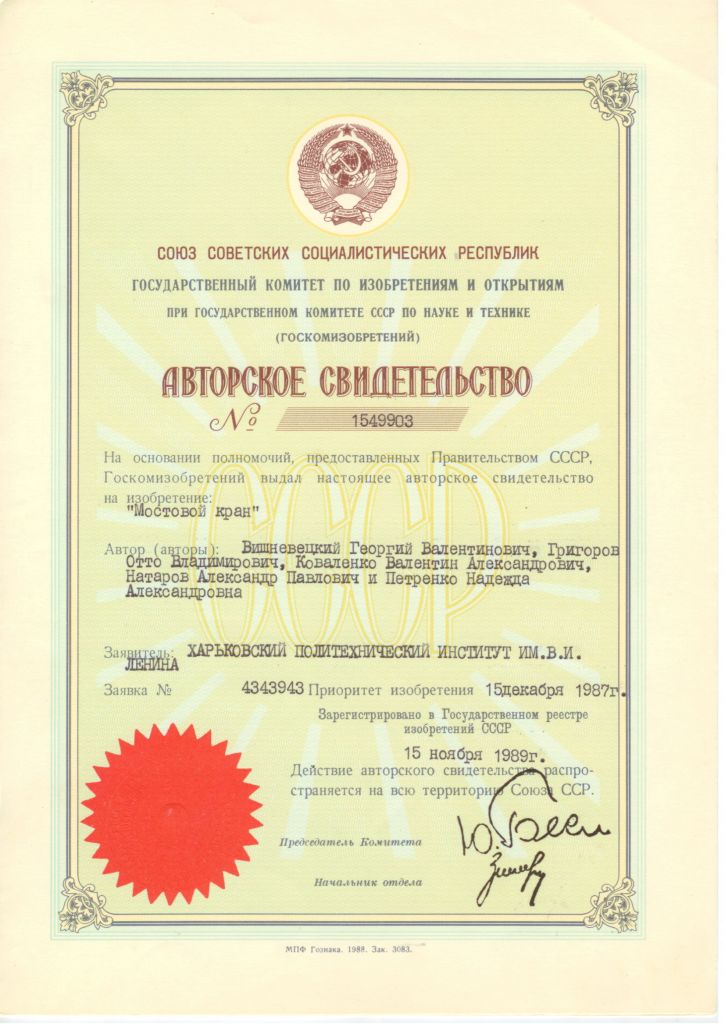 СОЮЗ СОВЕТСКИХ СОЦИАЛИСТИЧЕСКИХ РЕСПУБЛИК
ГОСУДАРСТВЕННЫЙ КОМИТЕТ ПО ИЗОБРЕТЕНИЯМ И ОТКРЫТИЯМ
ПРИ ГОСУДАРСТВЕННОМ КОМИТЕТЕ СССР ПО НАУКЕ И ТЕХНИКЕ
(ГОСКОМИЗОБРЕТЕНИЙ)
АВТОРСКОЕ СВИДЕТЕЛЬСТВО
№ 1549903
СССР
На основании полномочий, предоставленных Правительством СССР,
Госкомизобретений выдал настоящее авторское свидетельство
на изобретение:
"Мостовой кран"
Автор (авторы): Вишневецкий Георгий Валентинович, Григоров
Отто Владимирович, Коваленко Валентин Александрович,
Натаров Александр Павлович и Петренко Надежда
Александровна
Заявитель: ХАРЬКОВСКИЙ ПОЛИТЕХНИЧЕСКИЙ ИНСТИТУТ ИМ.В.И.
ЛЕНИНА
Заявка № 4343943 Приоритет изобретения 15декабря 1987г.
Зарегистрировано в Государственном реестре
изобретений СССР
15 ноября 1989г.
Действие авторского свидетельства распро-
страняется на всю территорию Союза ССР.
Председатель Комитета
Начальник отдела
МПФ Гознака. 1988. Зак. 3083.